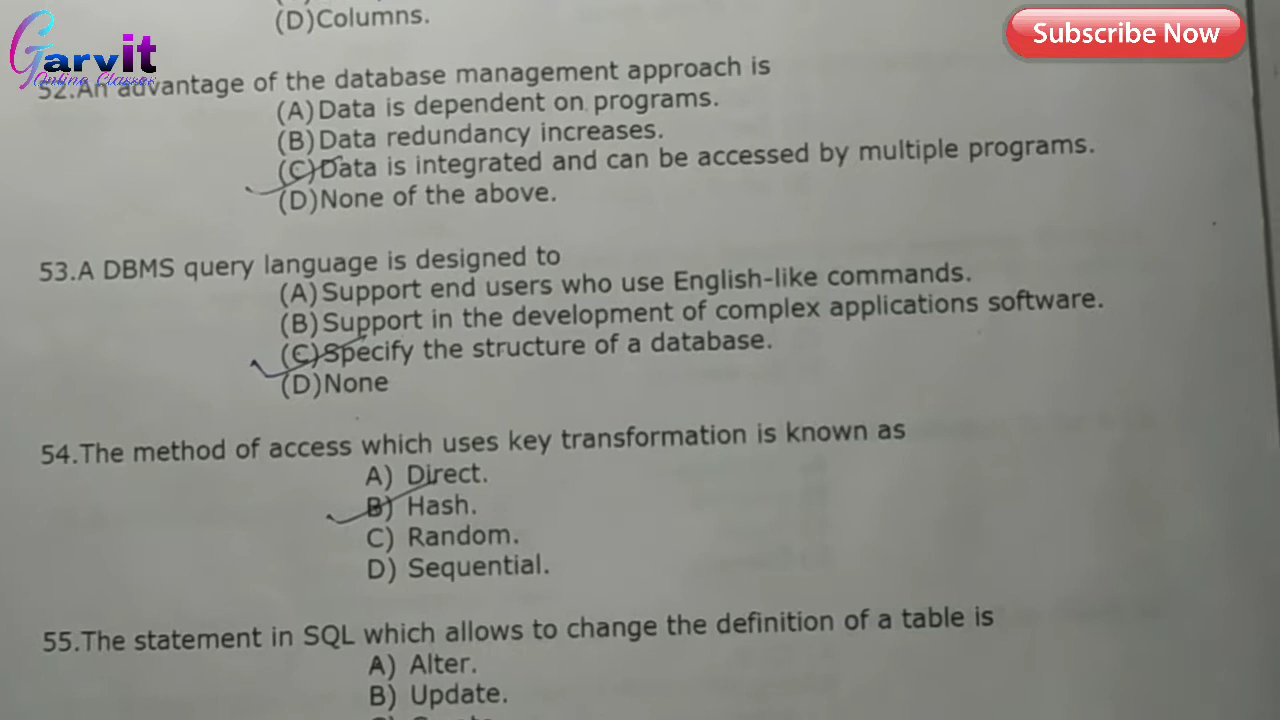 (D)Columns.
Garvit
Online Classes
Subscribe Now
52.An advantage of the database management approach is
(A)Data is dependent on programs.
(B)Data redundancy increases.
(C)Data is integrated and can be accessed by multiple programs.
(D)None of the above.
53.A DBMS query language is designed to
(A)Support end users who use English-like commands.
(B)Support in the development of complex applications software.
(C)Specify the structure of a database.
(D)None
54.The method of access which uses key transformation is known as
A) Direct.
B) Hash.
C) Random.
D) Sequential.
55.The statement in SQL which allows to change the definition of a table is
A) Alter.
B) Update.